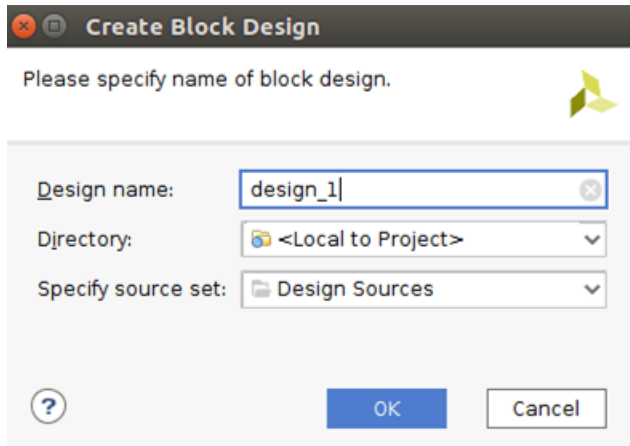 Create Block Design
Please specify name of block design.
Design name: design_1
Directory: <Local to Project>
Specify source set: Design Sources
? OK Cancel